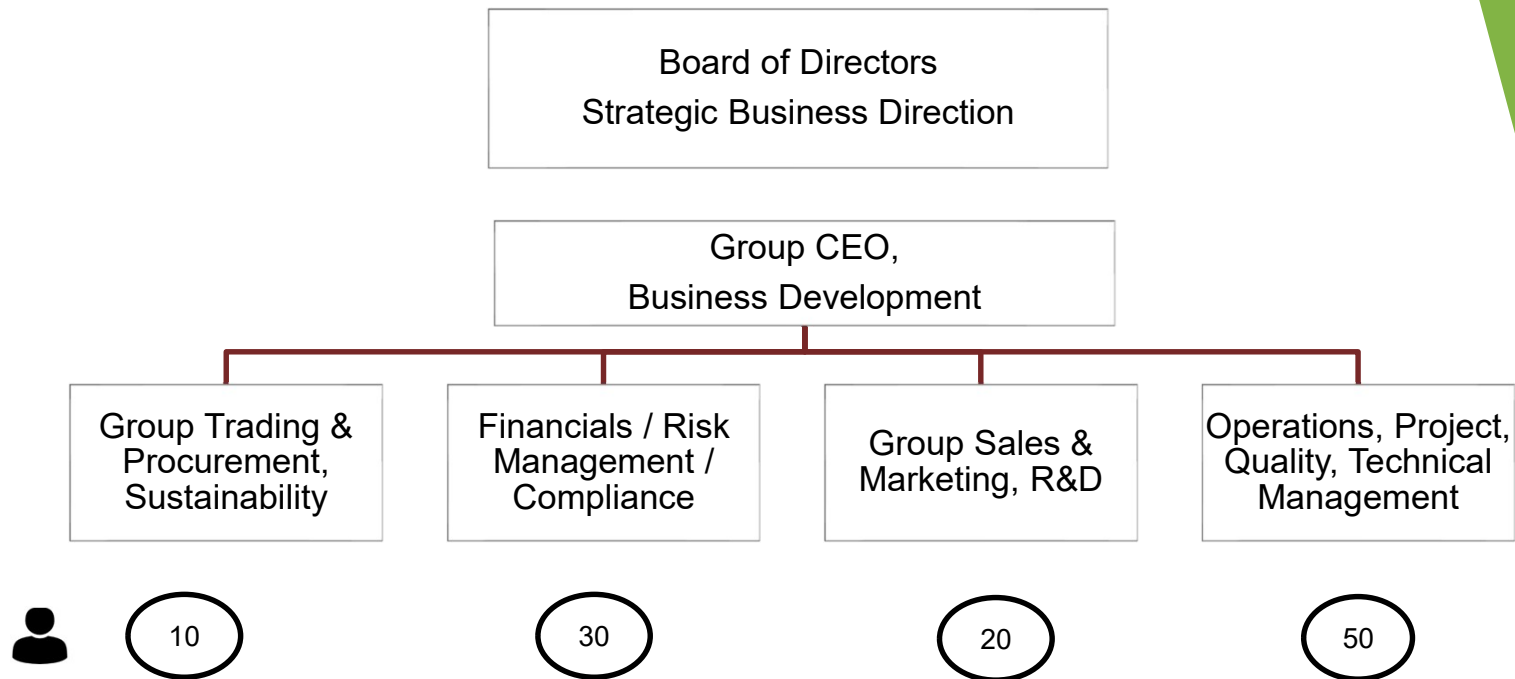 Board of Directors
Strategic Business Direction
Group CEO,
Business Development
Group Trading &
Procurement,
Sustainability
Financials / Risk
Management /
Compliance
Group Sales &
Marketing, R&D
Operations, Project,
Quality, Technical
Management
10
30
20
50